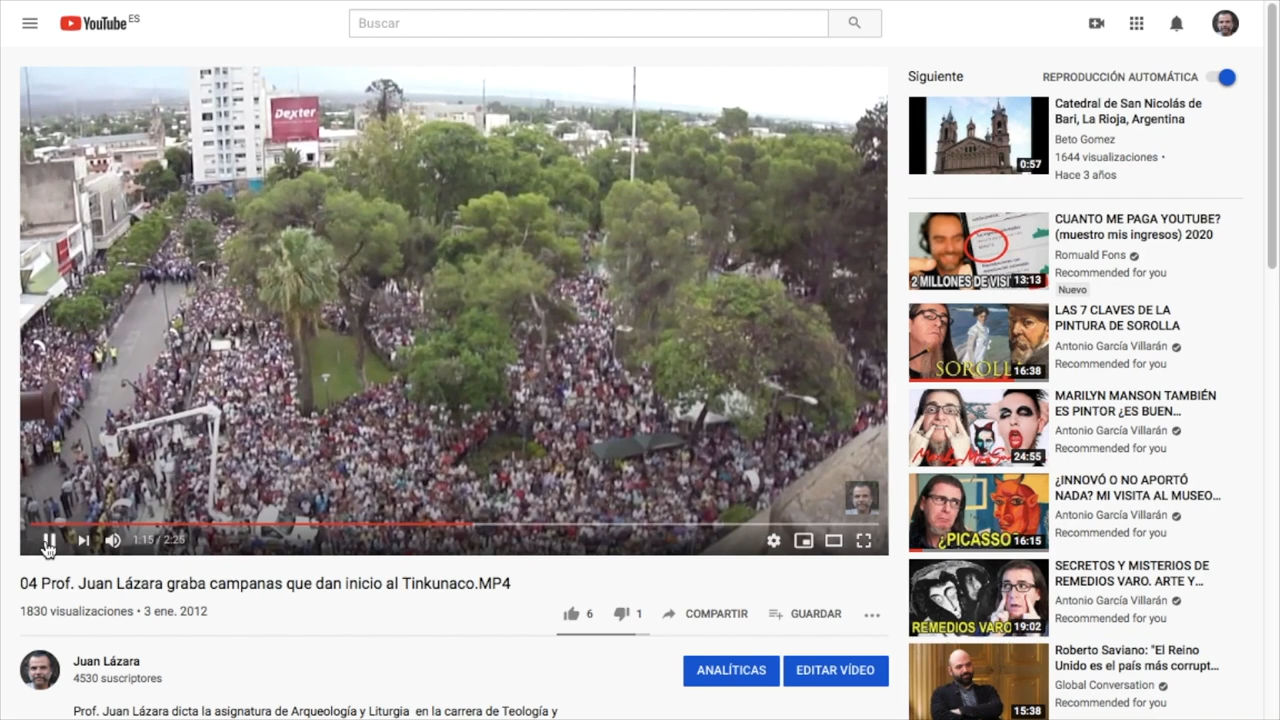 YouTube ES
Buscar
Dexter
1:15 / 2:25
04 Prof. Juan Lázara graba campanas que dan inicio al Tinkunaco.MP4
1830 visualizaciones • 3 ene. 2012
6
1
COMPARTIR
GUARDAR
Juan Lázara
4530 suscriptores
ANALÍTICAS
EDITAR VÍDEO
Prof. Juan Lázara dicta la asignatura de Arqueología y Liturgia en la carrera de Teología y
Siguiente
REPRODUCCIÓN AUTOMÁTICA
0:57
Catedral de San Nicolás de
Bari, La Rioja, Argentina
Beto Gomez
1644 visualizaciones •
Hace 3 años
2 MILLONES DE VISI
13:13
CUANTO ME PAGA YOUTUBE?
(muestro mis ingresos) 2020
Romuald Fons
Recommended for you
Nuevo
SOROLL
16:38
LAS 7 CLAVES DE LA
PINTURA DE SOROLLA
Antonio García Villarán
Recommended for you
24:55
MARILYN MANSON TAMBIÉN
ES PINTOR ¿ES BUEN...
Antonio García Villarán
Recommended for you
¿PICASSO
16:15
¿INNOVÓ O NO APORTÓ
NADA? MI VISITA AL MUSEO...
Antonio García Villarán
Recommended for you
REMEDIOS VARO
19:02
SECRETOS Y MISTERIOS DE
REMEDIOS VARO. ARTE Y...
Antonio García Villarán
Recommended for you
15:38
Roberto Saviano: "El Reino
Unido es el país más corrupt...
Global Conversation
Recommended for you